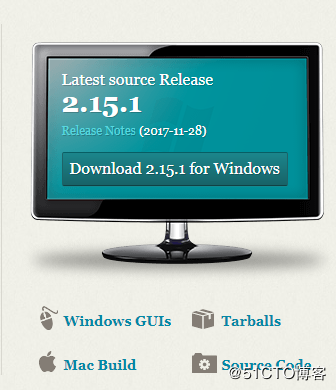 Latest source Release
2.15.1
Release Notes (2017-11-28)
Download 2.15.1 for Windows
Windows GUIs
Tarballs
Mac Build
Source Code
@51CTO博客